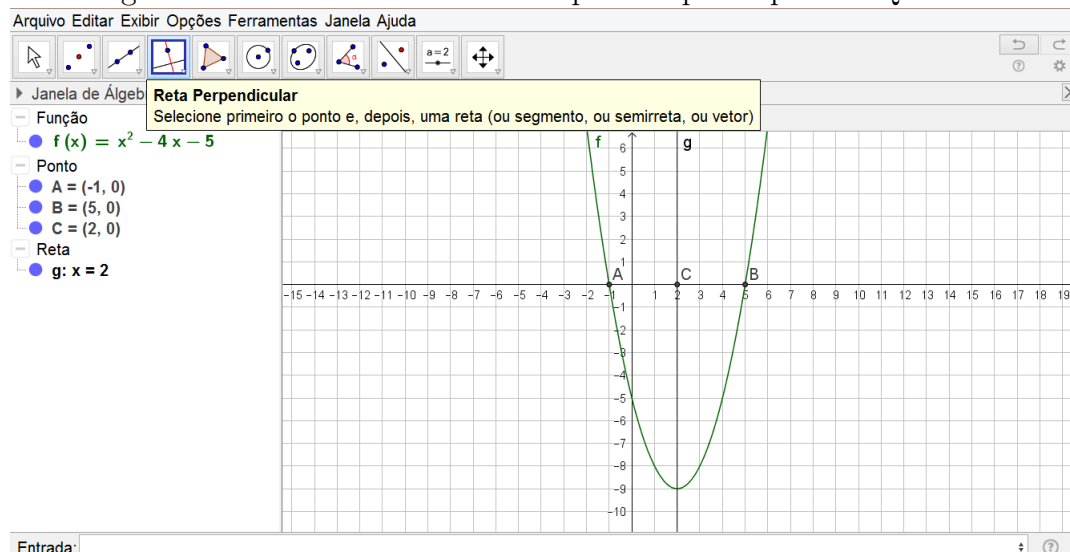 Arquivo Editar Exibir Opções Ferramentas Janela Ajuda
a=2
α
Janela de Álgeb
Reta Perpendicular
Selecione primeiro o ponto e, depois, uma reta (ou segmento, ou semirreta, ou vetor)
Função
f (x) = x² − 4 x − 5
Ponto
A = (-1, 0)
B = (5, 0)
C = (2, 0)
Reta
g: x = 2
f
g
6
5
4
3
2
1
A
C
B
−15 −14 −13 −12 −11 −10 −9 −8 −7 −6 −5 −4 −3 −2 −1 1 2 3 4 5 6 7 8 9 10 11 12 13 14 15 16 17 18 19
−1
−2
−3
−4
−5
−6
−7
−8
−9
−10
Entrada: